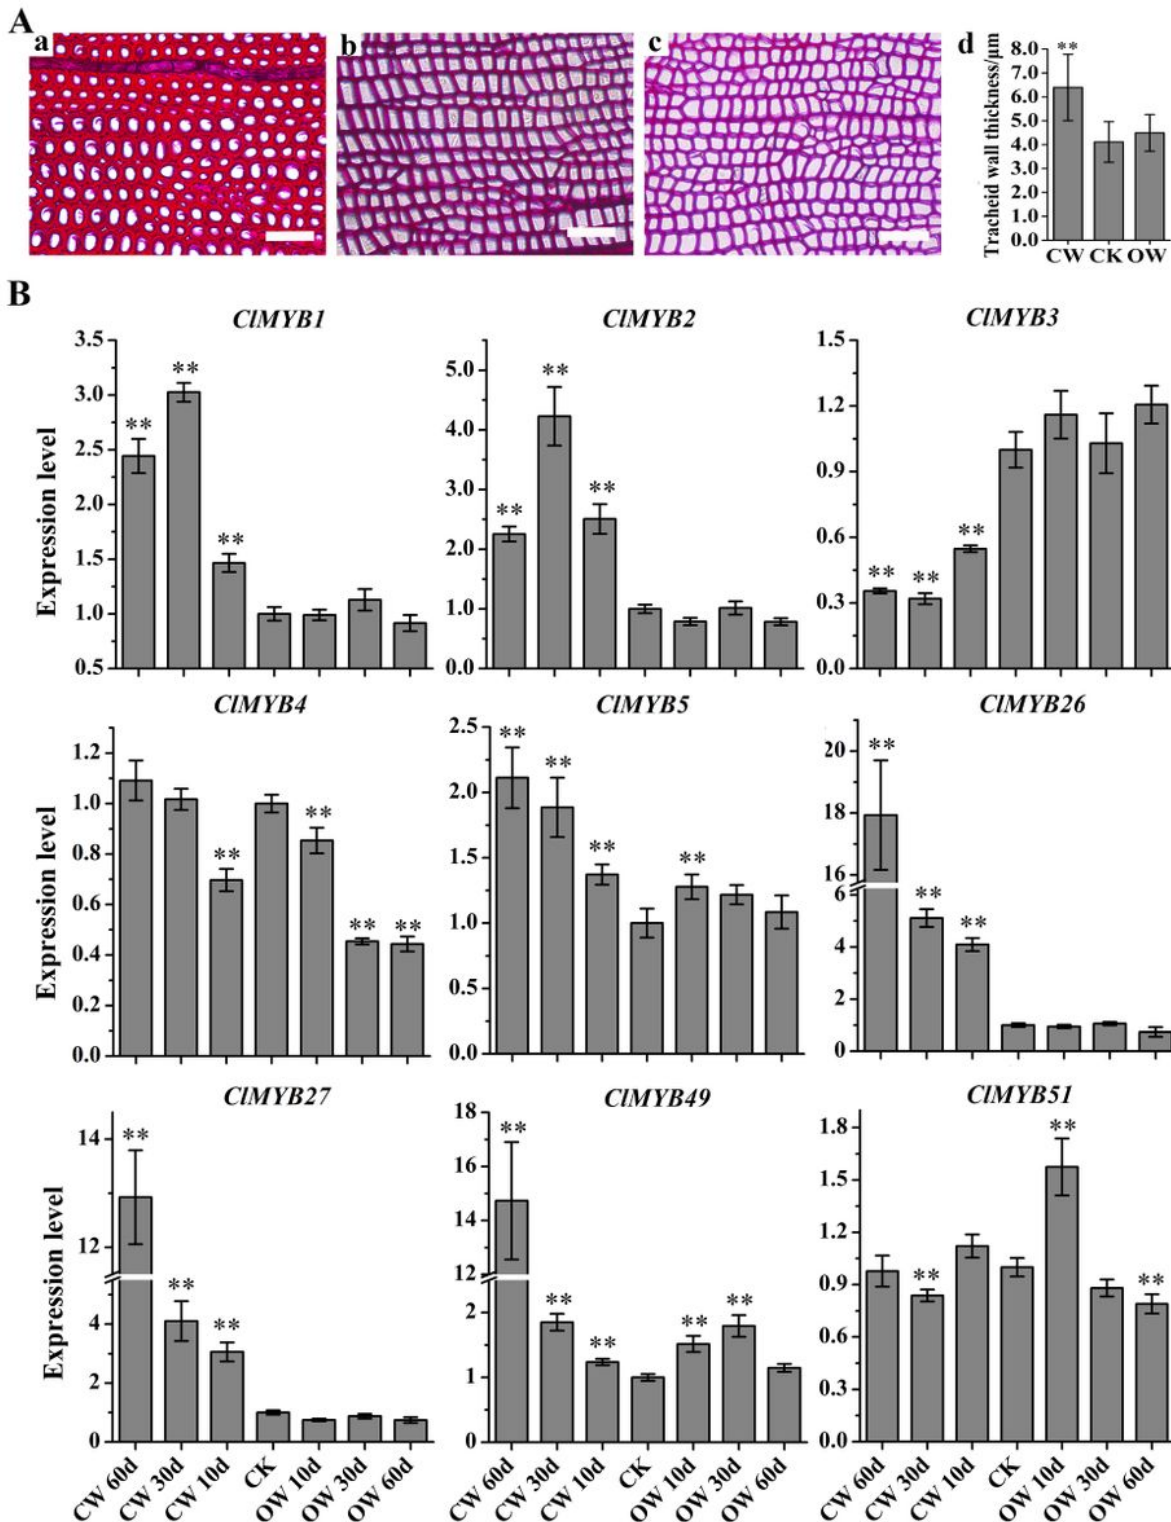 A
a
b
c
d
Tracheid wall thickness/μm
8.0
7.0
6.0
5.0
4.0
3.0
2.0
1.0
0.0
**
CW CK OW
B
ClMYB1
ClMYB2
ClMYB3
Expression level
3.5
3.0
2.5
2.0
1.5
1.0
0.5
** ** **
5.0
4.0
3.0
2.0
1.0
0.0
** ** **
1.5
1.2
0.9
0.6
0.3
0.0
** ** **
ClMYB4
ClMYB5
ClMYB26
Expression level
1.2
1.0
0.8
0.6
0.4
0.2
0.0
** ** ** **
2.5
2.0
1.5
1.0
0.5
0.0
** ** ** **
20
18
16
6
4
2
0
** ** **
ClMYB27
ClMYB49
ClMYB51
Expression level
14
12
4
2
0
** ** **
18
16
14
12
2
1
0
** ** ** ** **
1.8
1.5
1.2
0.9
0.6
0.3
0.0
** ** **
CW 60d
CW 30d
CW 10d
CK
OW 10d
OW 30d
OW 60d
CW 60d
CW 30d
CW 10d
CK
OW 10d
OW 30d
OW 60d
CW 60d
CW 30d
CW 10d
CK
OW 10d
OW 30d
OW 60d